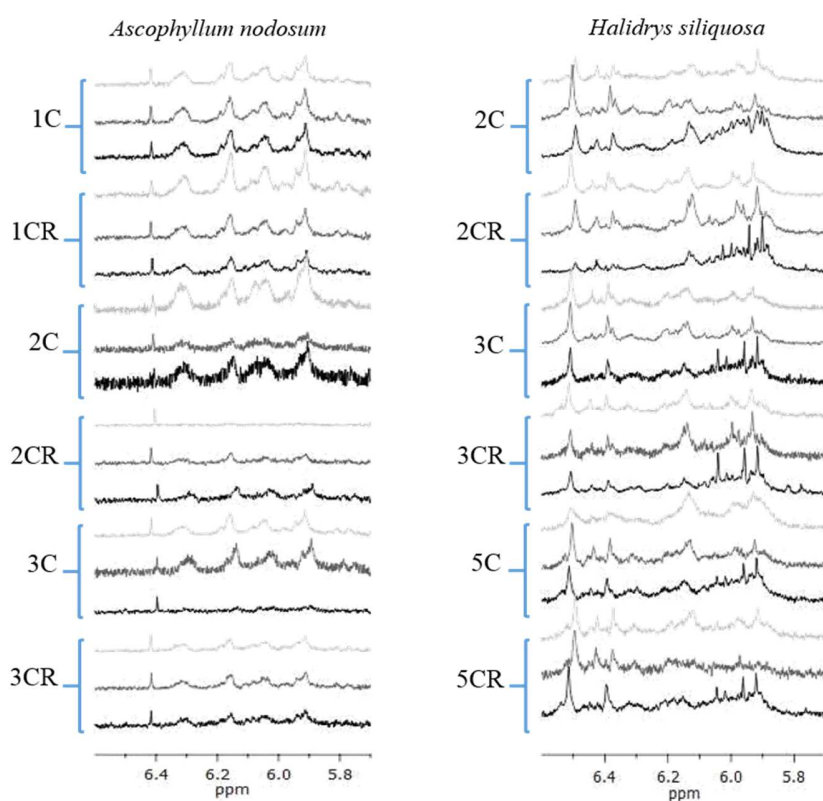 Ascophyllum nodosum
1C
1CR
2C
2CR
3C
3CR
6.4 6.2 6.0 5.8
ppm
Halidrys siliquosa
2C
2CR
3C
3CR
5C
5CR
6.4 6.2 6.0 5.8
ppm